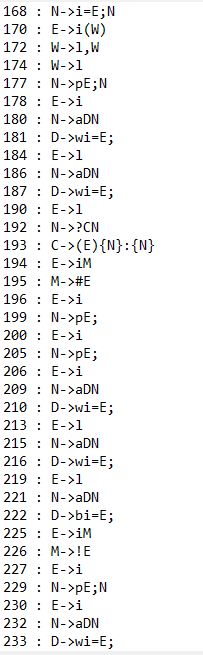 168 : N->i=E;N
170 : E->i(W)
172 : W->l,W
174 : W->l
177 : N->pE;N
178 : E->i
180 : N->aDN
181 : D->wi=E;
184 : E->l
186 : N->aDN
187 : D->wi=E;
190 : E->l
192 : N->?CN
193 : C->(E){N}:{N}
194 : E->iM
195 : M->#E
196 : E->i
199 : N->pE;
200 : E->i
205 : N->pE;
206 : E->i
209 : N->aDN
210 : D->wi=E;
213 : E->l
215 : N->aDN
216 : D->wi=E;
219 : E->l
221 : N->aDN
222 : D->bi=E;
225 : E->iM
226 : M->!E
227 : E->i
229 : N->pE;N
230 : E->i
232 : N->aDN
233 : D->wi=E;